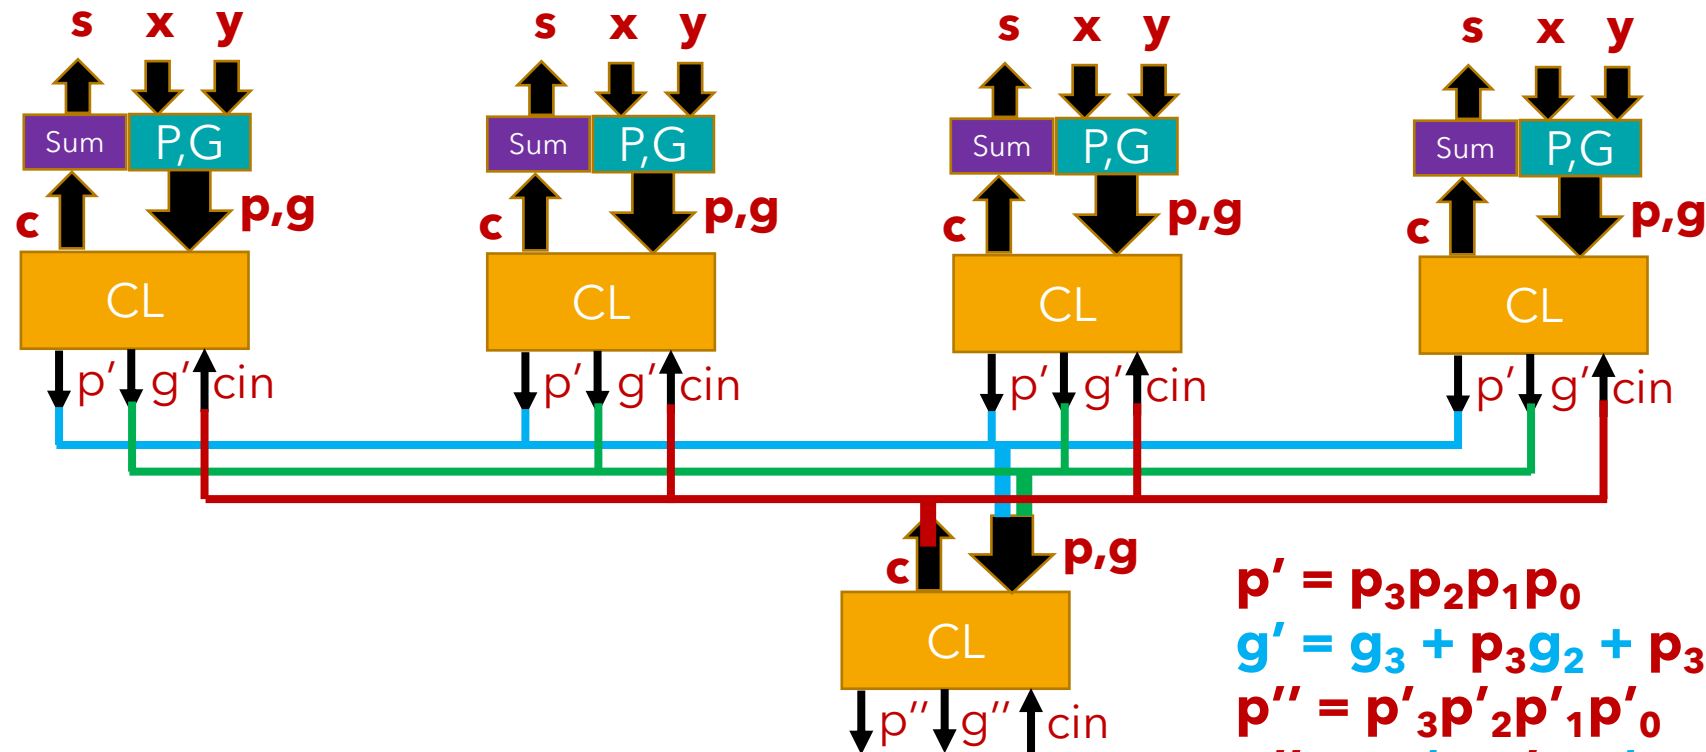 s x y s x y s x y s x y
Sum P,G Sum P,G Sum P,G Sum P,G
c p,g c p,g c p,g c p,g
CL CL CL CL
p′ g′ cin p′ g′ cin p′ g′ cin p′ g′ cin
c p,g
CL
p′′ g′′ cin
p′ = p₃p₂p₁p₀
g′ = g₃ + p₃g₂ + p₃
p′′ = p′₃p′₂p′₁p′₀